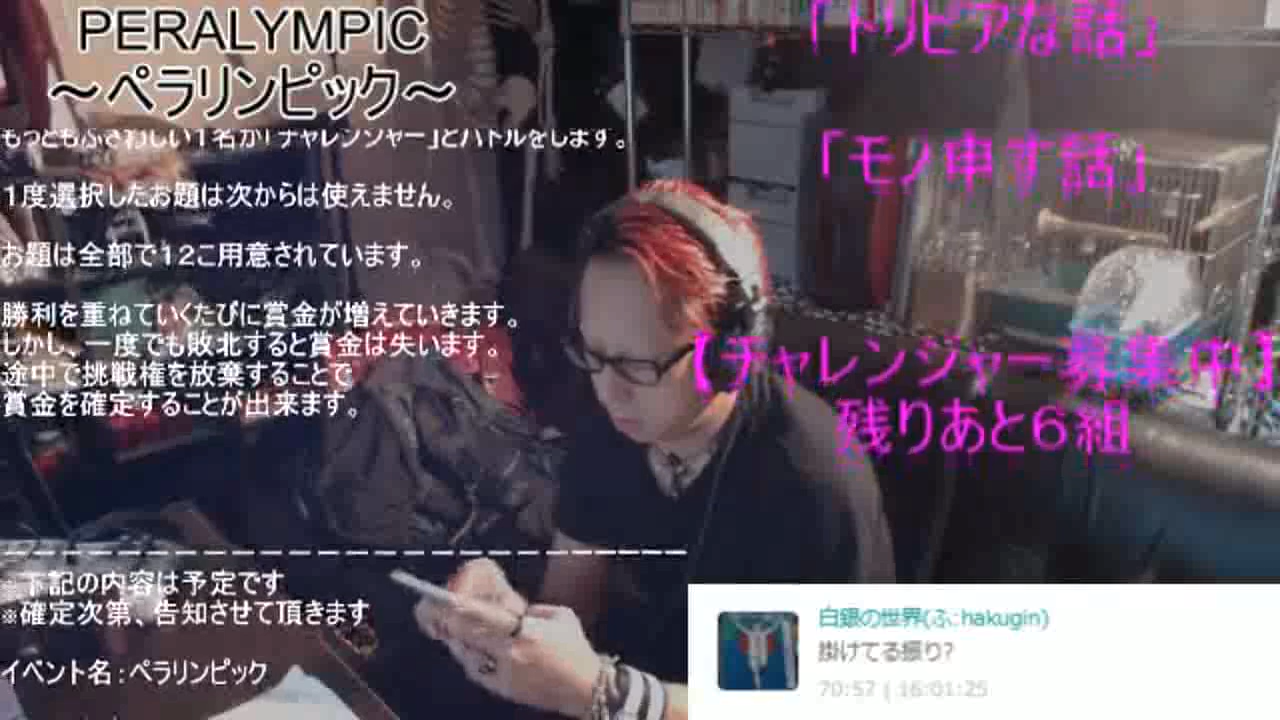 PERALYMPIC
～ペラリンピック～
もっともふさわしい１名が「チャレンジャー」とバトルをします。
１度選択したお題は次からは使えません。
お題は全部で１２こ用意されています。
勝利を重ねていくたびに賞金が増えていきます。
しかし、一度でも敗北すると賞金は失います。
途中で挑戦権を放棄することで
賞金を確定することが出来ます。
※下記の内容は予定です
※確定次第、告知させて頂きます
イベント名：ペラリンピック
「トリビアな話」
「モノ申す話」
【チャレンジャー募集中】
残りあと６組
白銀の世界(ふ:hakugin)
掛けてる振り?
70:57 | 16:01:25